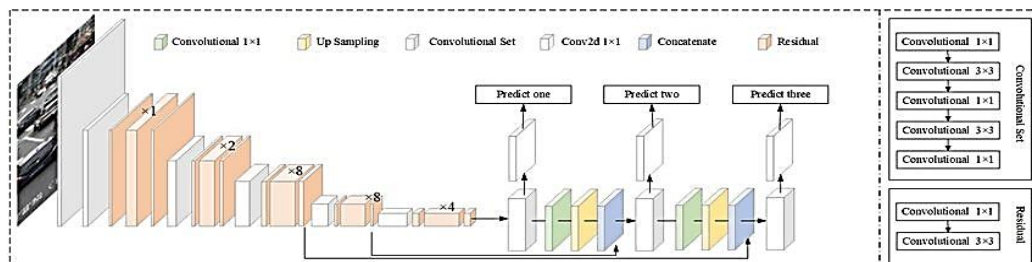 Convolutional 1×1
Up Sampling
Convolutional Set
Conv2d 1×1
Concatenate
Residual
Predict one
Predict two
Predict three
×1
×2
×8
×8
×4
Convolutional 1×1
Convolutional 3×3
Convolutional 1×1
Convolutional 3×3
Convolutional 1×1
Convolutional Set
Convolutional 1×1
Convolutional 3×3
Residual